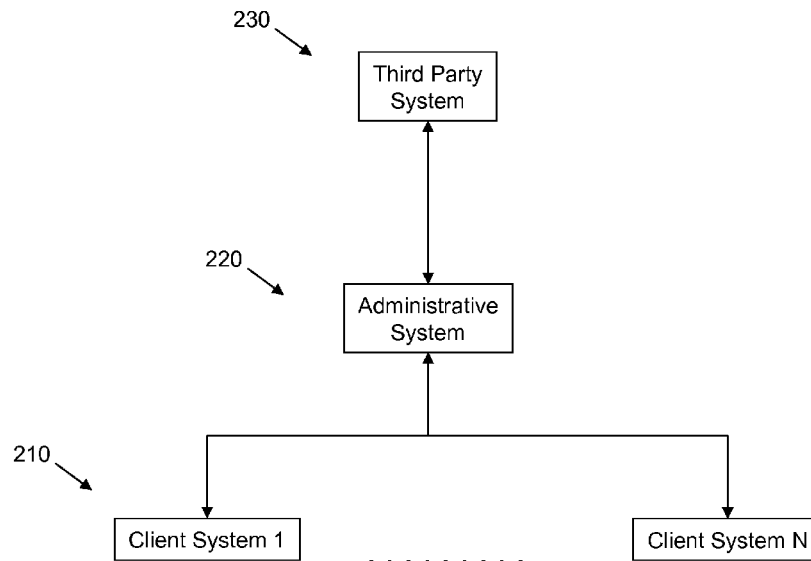 230
Third Party
System
220
Administrative
System
210
Client System 1
Client System N